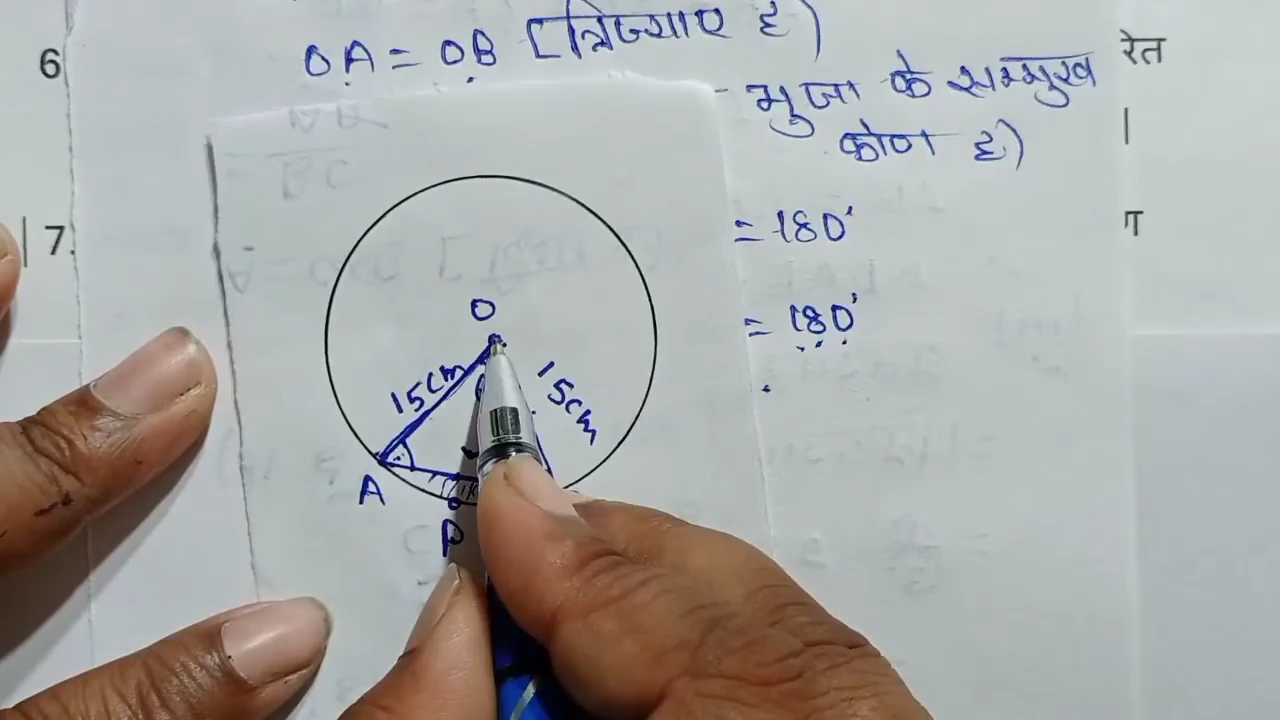 6
OA = OB [त्रिज्याए है)
रेत
भुजा के सम्मुख
कोण है)
|
= 180°
7.
ग
= 180°
O
15cm
15cm
A
P